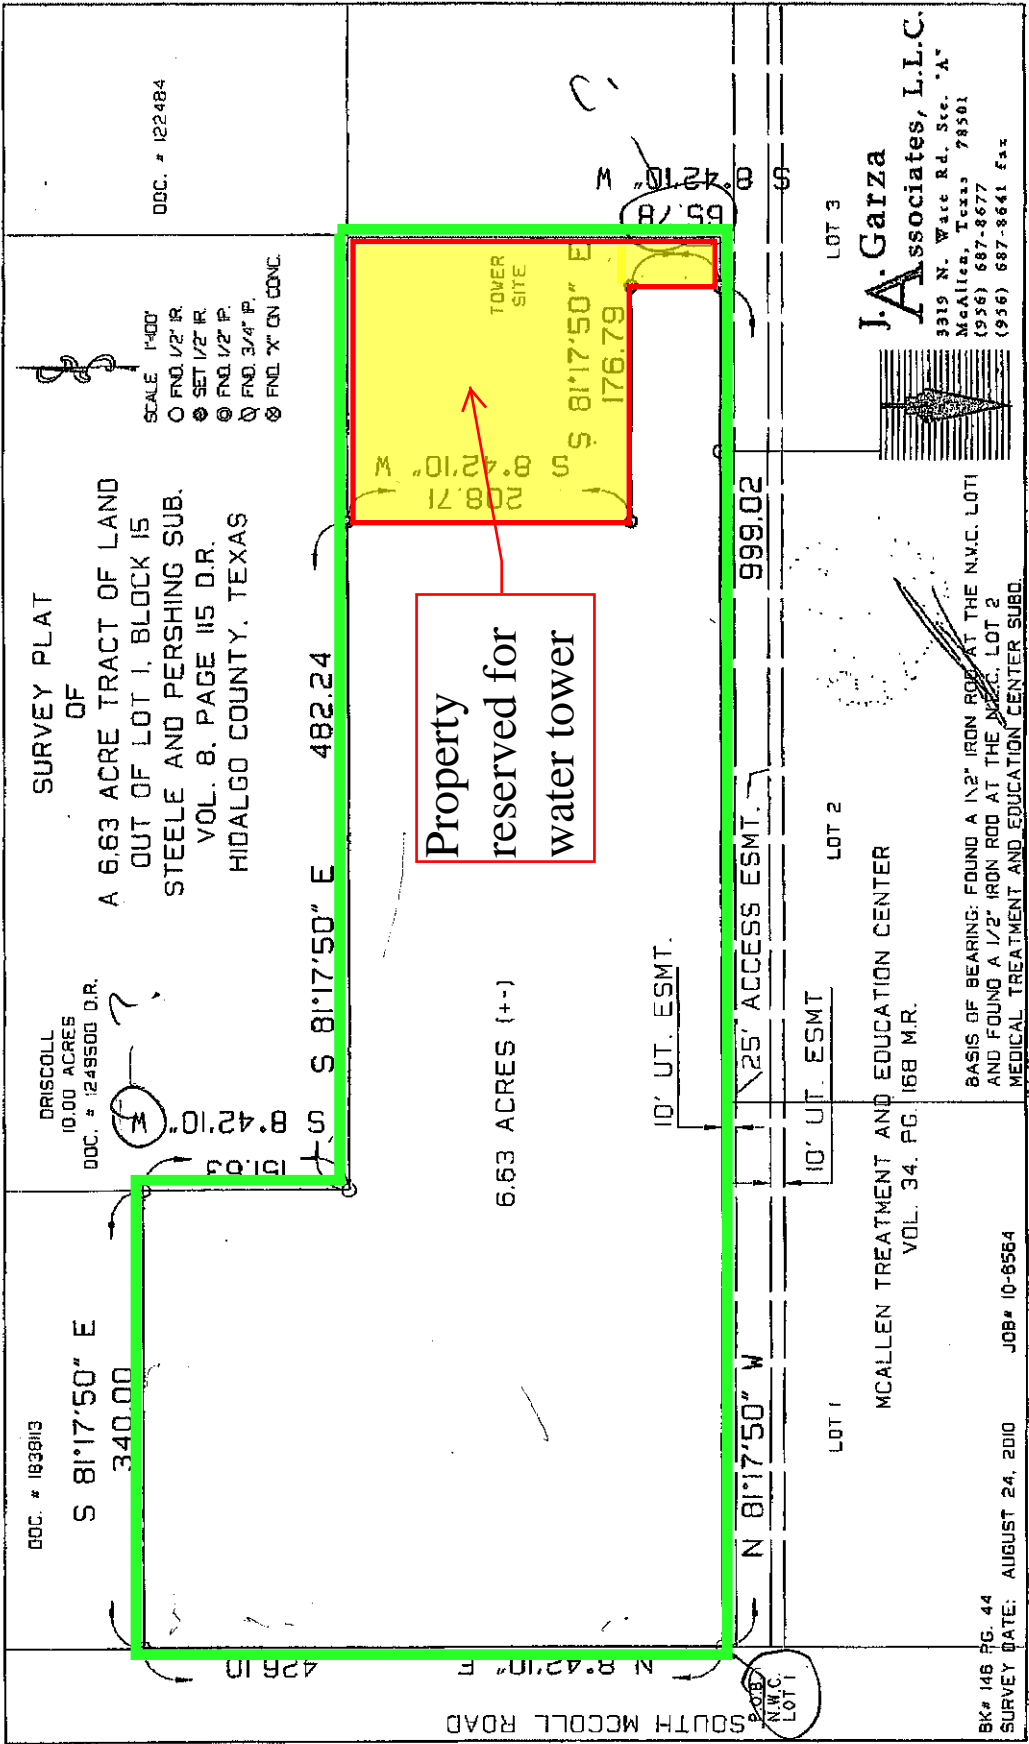 SURVEY PLAT
OF
A 6.63 ACRE TRACT OF LAND
OUT OF LOT 1, BLOCK 15
STEELE AND PERSHING SUB.
VOL. 8, PAGE 115 D.R.
HIDALGO COUNTY, TEXAS
SCALE 1"=100'
FND. 1/2" IR.
SET 1/2" IR.
FND. 1/2" IP.
FND. 3/4" IP.
FND. "X" ON CONC.
DOC. # 122484
DRISCOLL
10.00 ACRES
DOC. # 1249500 D.R.
DOC. # 1839113
S 81°17'50" E
340.00
151.63
S 8°42'10" W
S 81°17'50" E 482.24
TOWER
SITE
208.71
S 8°42'10" W
S 81°17'50" E
176.79
65.78
S 8°42'10" W
Property
reserved for
water tower
6.63 ACRES (+-)
426.10
N 8°42'10" E
SOUTH MCCOLL ROAD
P.O.B.
N.W.C.
LOT 1
N 81°17'50" W
999.02
10' UT. ESMT.
25' ACCESS ESMT.
10' UT. ESMT
LOT 1
LOT 2
LOT 3
MCALLEN TREATMENT AND EDUCATION CENTER
VOL. 34, PG. 168 M.R.
J.A. Garza
Associates, L.L.C.
3319 N. Ware Rd. Ste. "A"
McAllen, Texas 78501
(956) 687-8677
(956) 687-8641 fax
BASIS OF BEARING: FOUND A 1\2" IRON ROD AT THE N.W.C. LOT1
AND FOUND A 1/2" IRON ROD AT THE N.E.C. LOT 2
MEDICAL TREATMENT AND EDUCATION CENTER SUBD.
BK# 146 PG. 44
SURVEY DATE: AUGUST 24, 2010 JOB# 10-6564